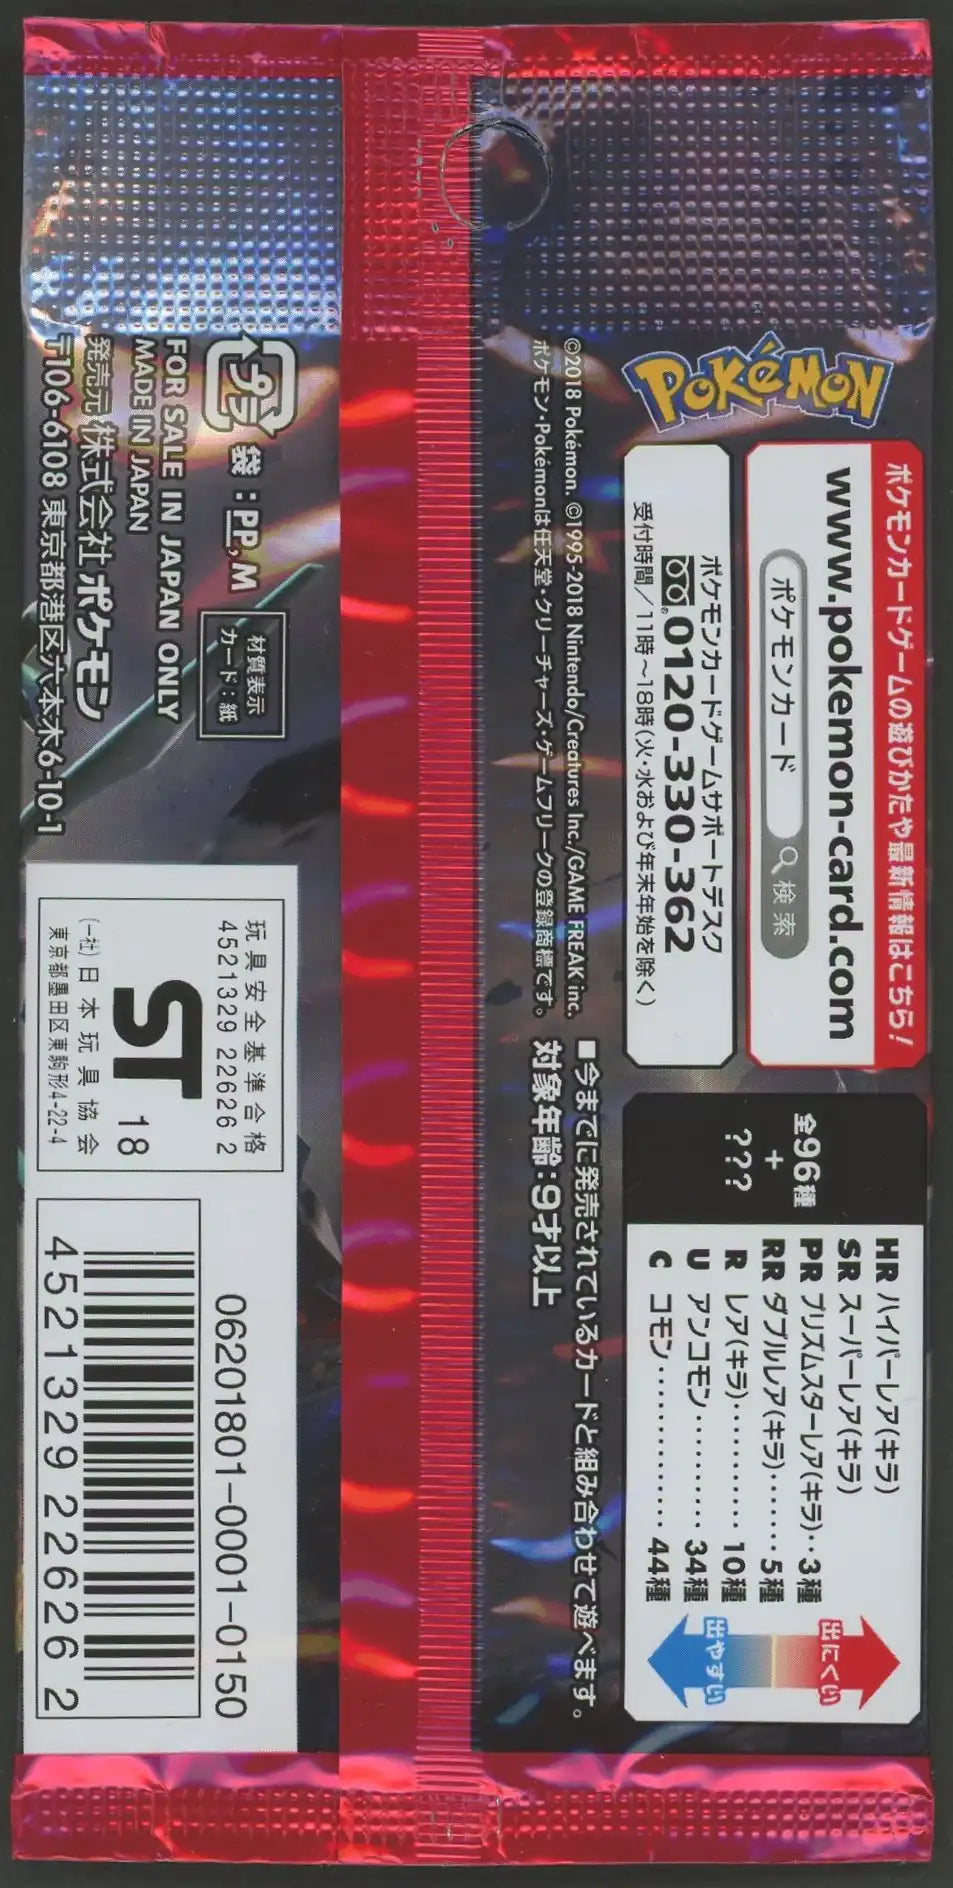 Pokémon
ポケモンカードゲームの遊びかたや最新情報はこちら!
www.pokemon-card.com
ポケモンカード 検索
ポケモンカードゲームサポートデスク
0120-330-362
受付時間/11時~18時(火・水および年末年始を除く)
全96種
+
???
HR ハイパーレア(キラ)
SR スーパーレア(キラ)
PR プリズムスターレア(キラ)‥3種
RR ダブルレア(キラ)‥‥‥5種
R レア(キラ)‥‥‥‥‥10種
U アンコモン‥‥‥‥34種
C コモン‥‥‥‥‥‥44種
出にくい
出やすい
©2018 Pokémon. ©1995-2018 Nintendo/Creatures Inc./GAME FREAK inc.
ポケモン・Pokémonは任天堂・クリーチャーズ・ゲームフリークの登録商標です。
■今までに発売されているカードと組み合わせて遊べます。
対象年齢:9才以上
プラ
袋:PP, M
材質表示
カード:紙
FOR SALE IN JAPAN ONLY
MADE IN JAPAN
発売元 株式会社ポケモン
〒106-6108 東京都港区六本木6-10-1
玩具安全基準合格
4521329 22626 2
ST 18
(一社)日本玩具協会
東京都墨田区東駒形4-22-4
06201801-0001-0150
4 521329 226262